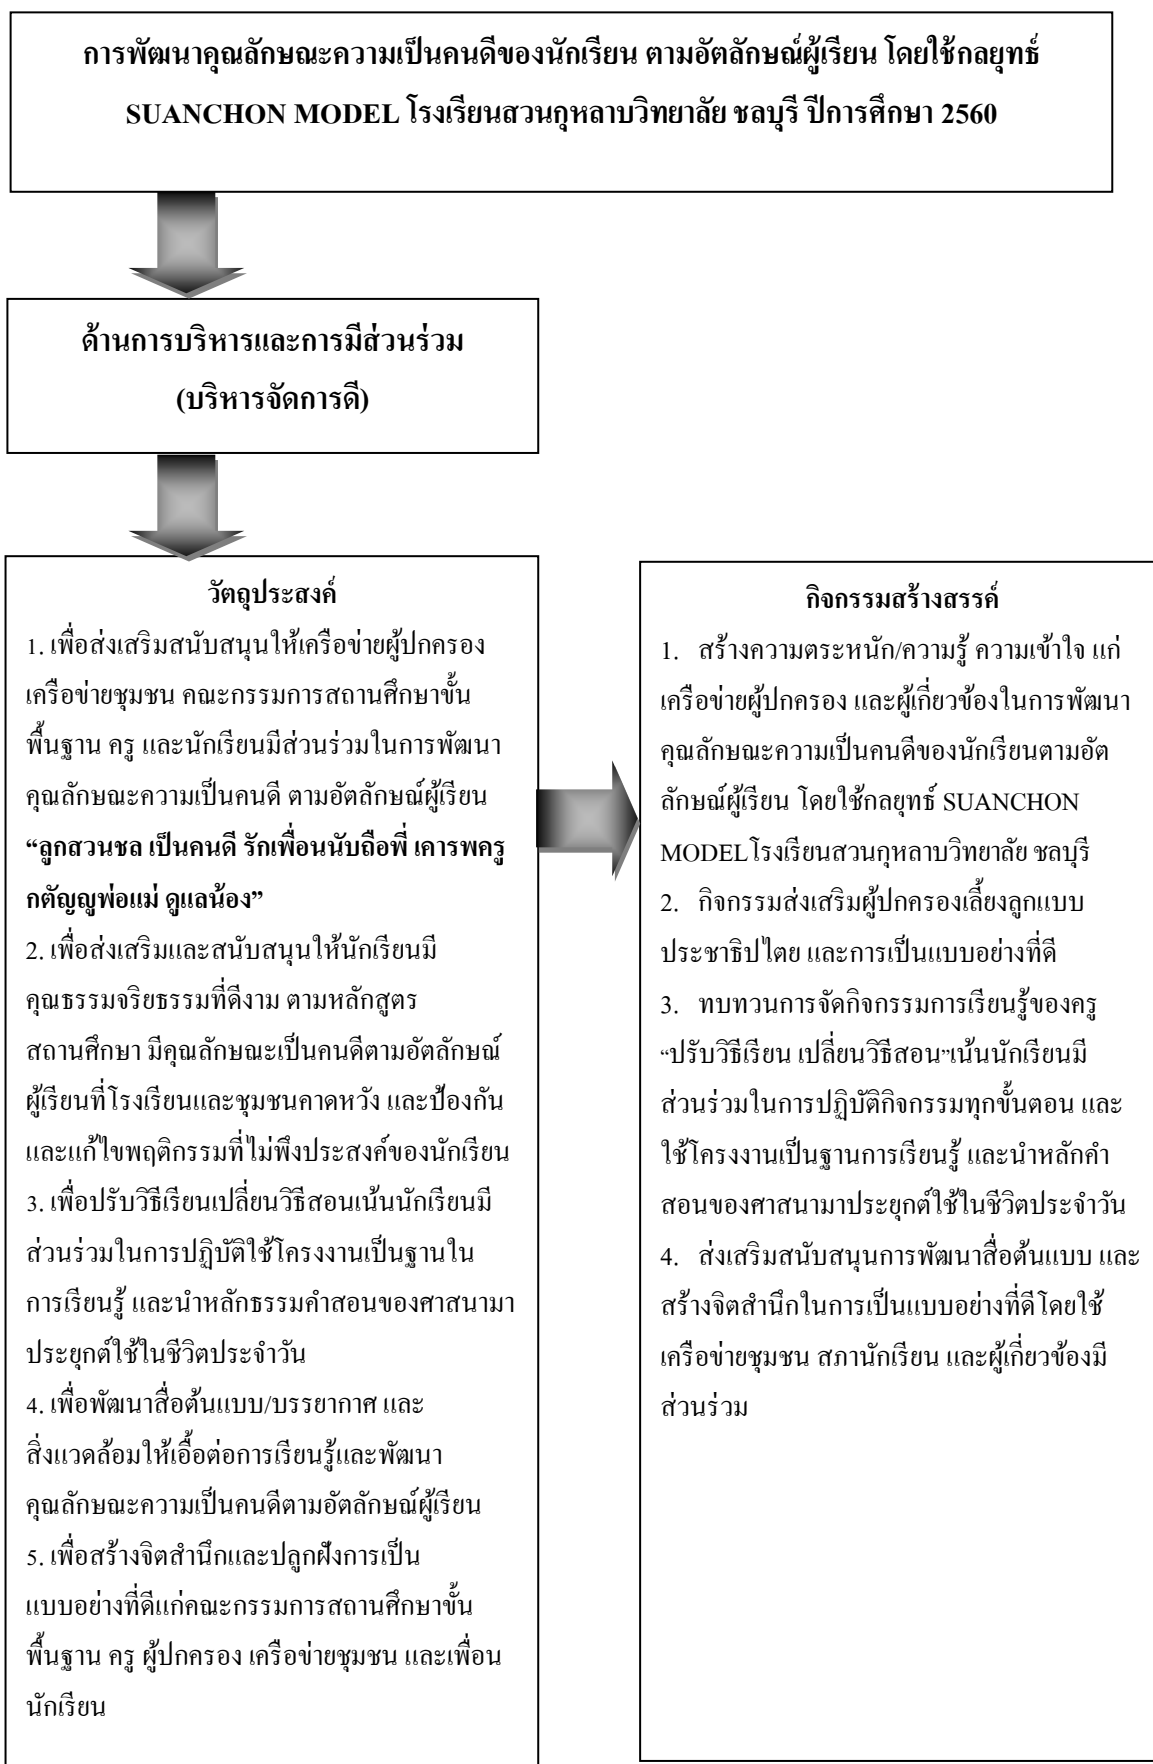 การพัฒนาคุณลักษณะความเป็นคนดีของนักเรียน ตามอัตลักษณ์ผู้เรียน โดยใช้กลยุทธ์
SUANCHON MODEL โรงเรียนสวนกุหลาบวิทยาลัย ชลบุรี ปีการศึกษา 2560
ด้านการบริหารและการมีส่วนร่วม
(บริหารจัดการดี)
วัตถุประสงค์
1. เพื่อส่งเสริมสนับสนุนให้เครือข่ายผู้ปกครอง
เครือข่ายชุมชน คณะกรรมการสถานศึกษาขั้น
พื้นฐาน ครู และนักเรียนมีส่วนร่วมในการพัฒนา
คุณลักษณะความเป็นคนดี ตามอัตลักษณ์ผู้เรียน
“ลูกสวนชล เป็นคนดี รักเพื่อนนับถือพี่ เคารพครู
กตัญญูพ่อแม่ ดูแลน้อง”
2. เพื่อส่งเสริมและสนับสนุนให้นักเรียนมี
คุณธรรมจริยธรรมที่ดีงาม ตามหลักสูตร
สถานศึกษา มีคุณลักษณะเป็นคนดีตามอัตลักษณ์
ผู้เรียนที่โรงเรียนและชุมชนคาดหวัง และป้องกัน
และแก้ไขพฤติกรรมที่ไม่พึงประสงค์ของนักเรียน
3. เพื่อปรับวิธีเรียนเปลี่ยนวิธีสอนเน้นนักเรียนมี
ส่วนร่วมในการปฏิบัติใช้โครงงานเป็นฐานใน
การเรียนรู้ และนำหลักธรรมคำสอนของศาสนามา
ประยุกต์ใช้ในชีวิตประจำวัน
4. เพื่อพัฒนาสื่อต้นแบบ/บรรยากาศ และ
สิ่งแวดล้อมให้เอื้อต่อการเรียนรู้และพัฒนา
คุณลักษณะความเป็นคนดีตามอัตลักษณ์ผู้เรียน
5. เพื่อสร้างจิตสำนึกและปลูกฝังการเป็น
แบบอย่างที่ดีแก่คณะกรรมการสถานศึกษาขั้น
พื้นฐาน ครู ผู้ปกครอง เครือข่ายชุมชน และเพื่อน
นักเรียน
กิจกรรมสร้างสรรค์
1. สร้างความตระหนัก/ความรู้ ความเข้าใจ แก่
เครือข่ายผู้ปกครอง และผู้เกี่ยวข้องในการพัฒนา
คุณลักษณะความเป็นคนดีของนักเรียนตามอัต
ลักษณ์ผู้เรียน โดยใช้กลยุทธ์ SUANCHON
MODELโรงเรียนสวนกุหลาบวิทยาลัย ชลบุรี
2. กิจกรรมส่งเสริมผู้ปกครองเลี้ยงลูกแบบ
ประชาธิปไตย และการเป็นแบบอย่างที่ดี
3. ทบทวนการจัดกิจกรรมการเรียนรู้ของครู
“ปรับวิธีเรียน เปลี่ยนวิธีสอน”เน้นนักเรียนมี
ส่วนร่วมในการปฏิบัติกิจกรรมทุกขั้นตอน และ
ใช้โครงงานเป็นฐานการเรียนรู้ และนำหลักคำ
สอนของศาสนามาประยุกต์ใช้ในชีวิตประจำวัน
4. ส่งเสริมสนับสนุนการพัฒนาสื่อต้นแบบ และ
สร้างจิตสำนึกในการเป็นแบบอย่างที่ดีโดยใช้
เครือข่ายชุมชน สภานักเรียน และผู้เกี่ยวข้องมี
ส่วนร่วม